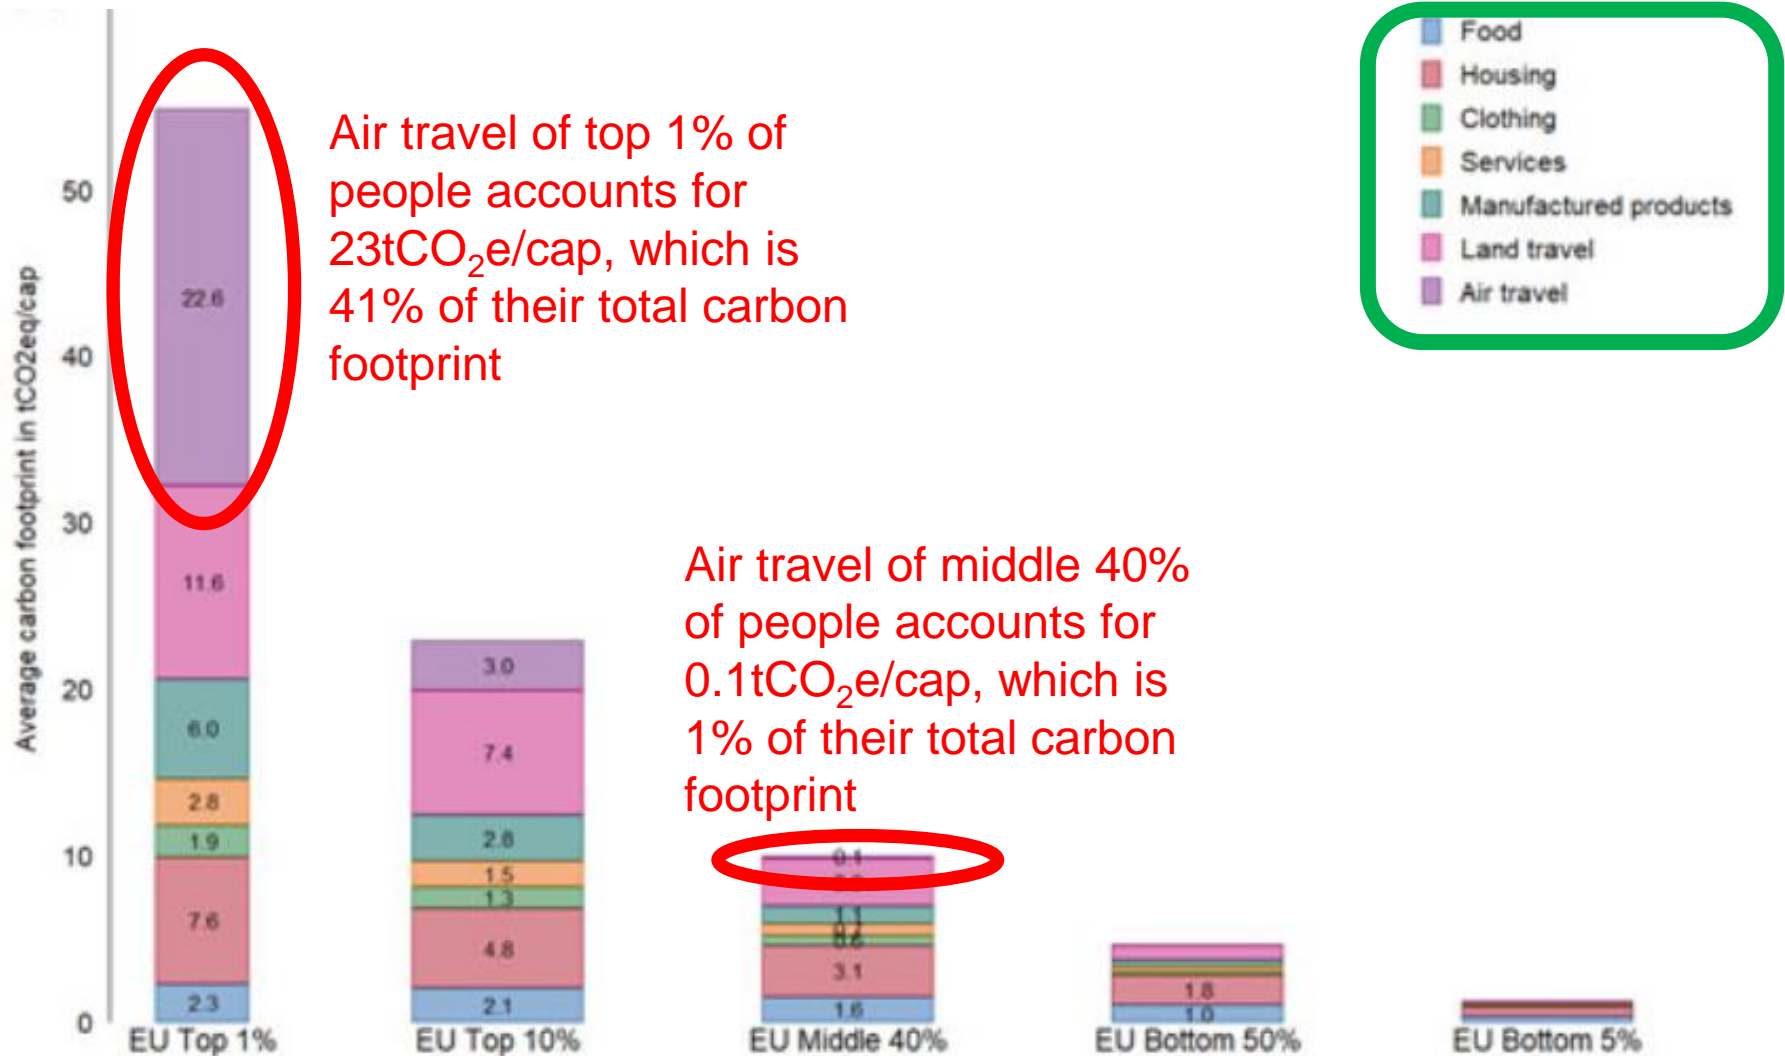 Food
Housing
Clothing
Services
Manufactured products
Land travel
Air travel
Air travel of top 1% of
people accounts for
23tCO₂e/cap, which is
41% of their total carbon
footprint
Air travel of middle 40%
of people accounts for
0.1tCO₂e/cap, which is
1% of their total carbon
footprint
Average carbon footprint in tCO2eq/cap
50
40
30
20
10
0
22.6
11.6
6.0
2.8
1.9
7.6
2.3
EU Top 1%
3.0
7.4
2.8
1.5
1.3
4.8
2.1
EU Top 10%
0.1
1.1
0.6
3.1
1.6
EU Middle 40%
1.8
1.0
EU Bottom 50%
EU Bottom 5%